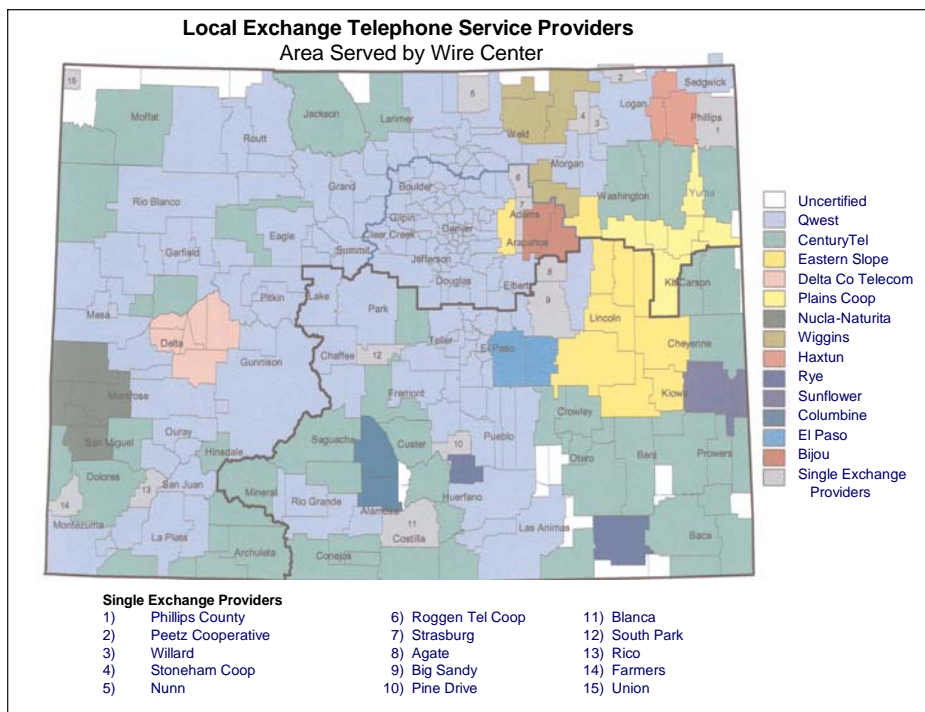 Local Exchange Telephone Service Providers
Area Served by Wire Center
15
Moffat
Routt
Jackson
Larimer
5
Weld
4
3
2
Logan
Sedgwick
Phillips
1
Rio Blanco
Grand
Boulder
6
Morgan
Washington
Yuma
Garfield
Eagle
Summit
Gilpin
Clear Creek
Denver
Jefferson
7
Adams
Arapahoe
Mesa
Pitkin
Lake
Park
Douglas
Elbert
8
9
Lincoln
Kit Carson
Delta
Gunnison
Chaffee
12
Teller
El Paso
Cheyenne
Montrose
Fremont
Kiowa
Ouray
San Miguel
Hinsdale
Saguache
Custer
10
Pueblo
Crowley
Otero
Bent
Prowers
Dolores
13
San Juan
14
Montezuma
La Plata
Mineral
Rio Grande
Alamosa
11
Costilla
Huerfano
Las Animas
Baca
Archuleta
Conejos
Uncertified
Qwest
CenturyTel
Eastern Slope
Delta Co Telecom
Plains Coop
Nucla-Naturita
Wiggins
Haxtun
Rye
Sunflower
Columbine
El Paso
Bijou
Single Exchange
Providers
Single Exchange Providers
1) Phillips County
2) Peetz Cooperative
3) Willard
4) Stoneham Coop
5) Nunn
6) Roggen Tel Coop
7) Strasburg
8) Agate
9) Big Sandy
10) Pine Drive
11) Blanca
12) South Park
13) Rico
14) Farmers
15) Union